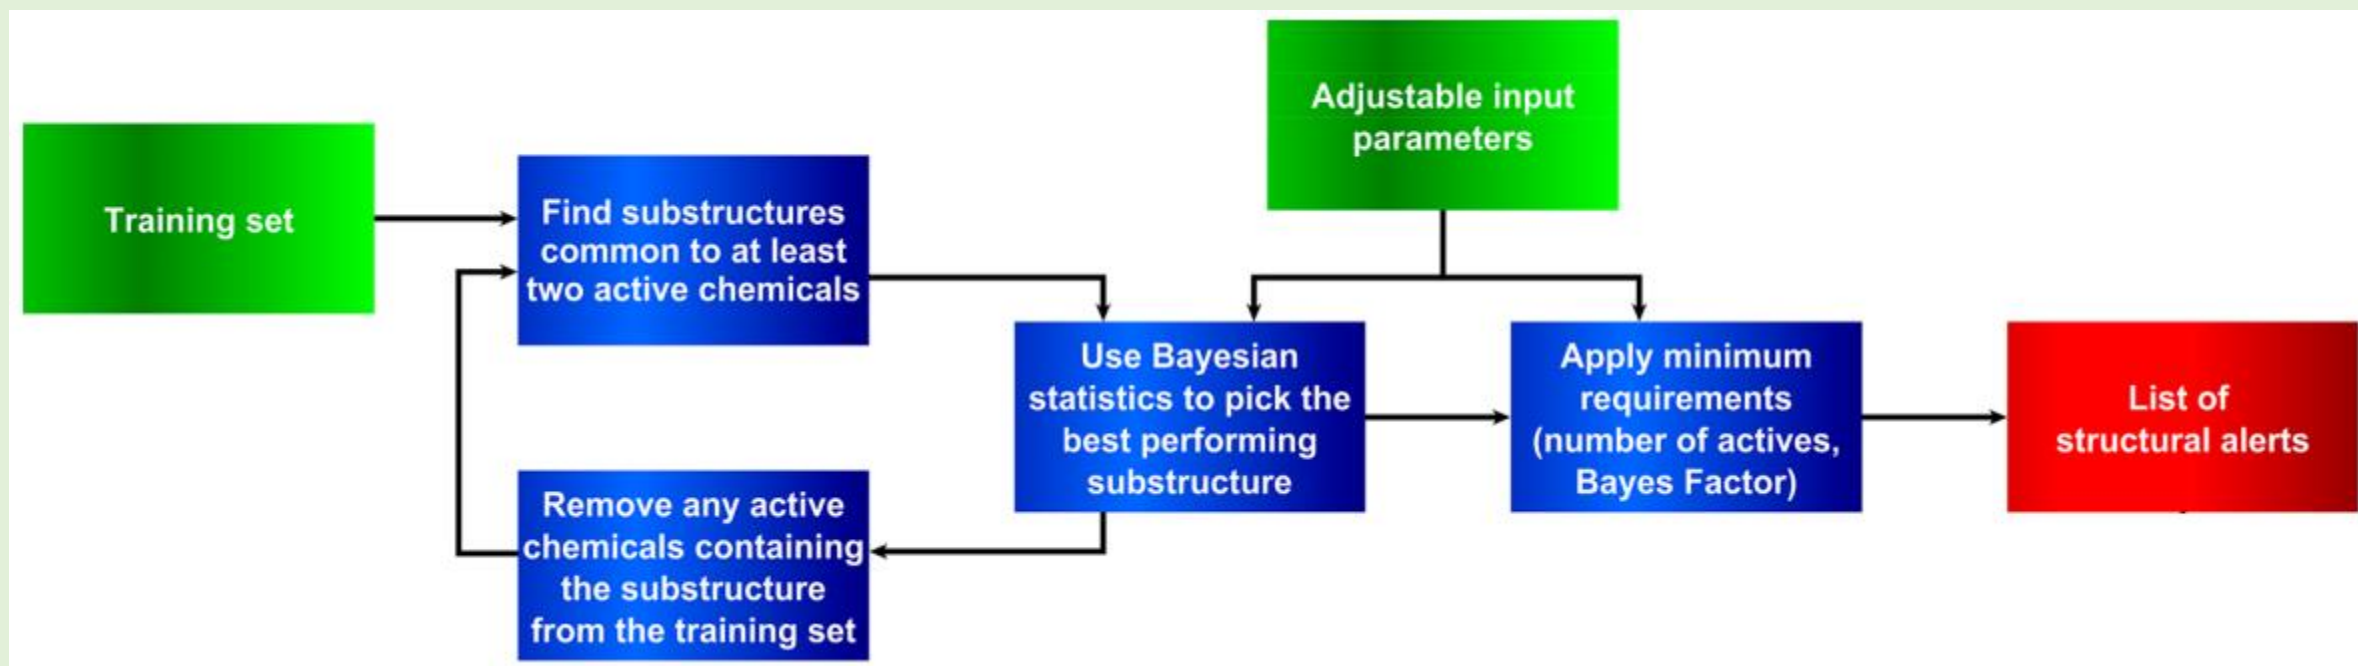 Training set
Find substructures
common to at least
two active chemicals
Remove any active
chemicals containing
the substructure
from the training set
Adjustable input
parameters
Use Bayesian
statistics to pick the
best performing
substructure
Apply minimum
requirements
(number of actives,
Bayes Factor)
List of
structural alerts